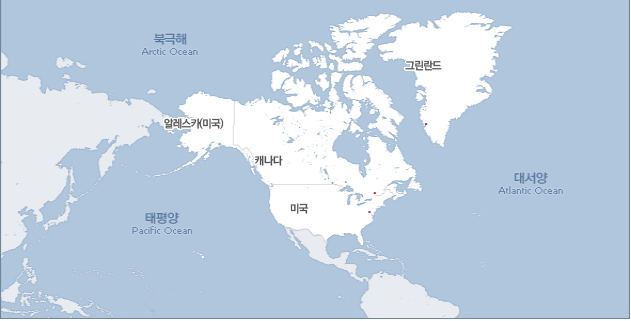 북극해
Arctic Ocean
그린란드
알레스카(미국)
캐나다
대서양
Atlantic Ocean
미국
태평양
Pacific Ocean